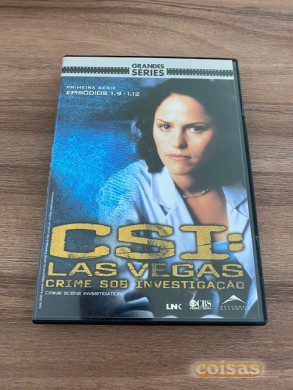 GRANDES
SÉRIES
PRIMEIRA SÉRIE
EPISÓDIOS 1.9 - 1.12
CSI:
LAS VEGAS
CRIME SOB INVESTIGAÇÃO
CRIME SCENE INVESTIGATION
LNK
CBS
coisas